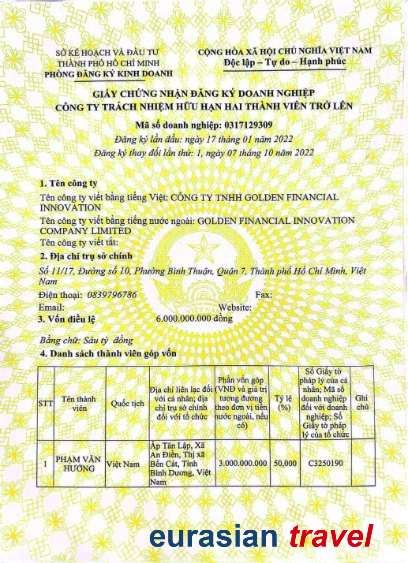 SỞ KẾ HOẠCH VÀ ĐẦU TƯ
THÀNH PHỐ HỒ CHÍ MINH
PHÒNG ĐĂNG KÝ KINH DOANH
CỘNG HÒA XÃ HỘI CHỦ NGHĨA VIỆT NAM
Độc lập – Tự do – Hạnh phúc
GIẤY CHỨNG NHẬN ĐĂNG KÝ DOANH NGHIỆP
CÔNG TY TRÁCH NHIỆM HỮU HẠN HAI THÀNH VIÊN TRỞ LÊN
Mã số doanh nghiệp: 0317129309
Đăng ký lần đầu: ngày 17 tháng 01 năm 2022
Đăng ký thay đổi lần thứ: 1, ngày 07 tháng 10 năm 2022
1. Tên công ty
Tên công ty viết bằng tiếng Việt: CÔNG TY TNHH GOLDEN FINANCIAL
INNOVATION
Tên công ty viết bằng tiếng nước ngoài: GOLDEN FINANCIAL INNOVATION
COMPANY LIMITED
Tên công ty viết tắt:
2. Địa chỉ trụ sở chính
Số 11/17, Đường số 10, Phường Bình Thuận, Quận 7, Thành phố Hồ Chí Minh, Việt
Nam
Điện thoại: 0839796786 Fax:
Email: Website:
3. Vốn điều lệ 6.000.000.000 đồng
Bằng chữ: Sáu tỷ đồng
4. Danh sách thành viên góp vốn
STT
Tên thành
viên
Quốc tịch
Địa chỉ liên lạc đối
với cá nhân; địa
chỉ trụ sở chính
đối với tổ chức
Phần vốn góp
(VNĐ và giá trị
tương đương
theo đơn vị tiền
nước ngoài, nếu
có)
Tỷ lệ
(%)
Số Giấy tờ
pháp lý của cá
nhân; Mã số
doanh nghiệp
đối với doanh
nghiệp; Số
Giấy tờ pháp
lý của tổ chức
Ghi
chú
1
PHẠM VĂN
HƯỞNG
Việt Nam
Ấp Tân Lập, Xã
An Điền, Thị xã
Bến Cát, Tỉnh
Bình Dương, Việt
Nam
3.000.000.000
50,000
C3250190
eurasian travel